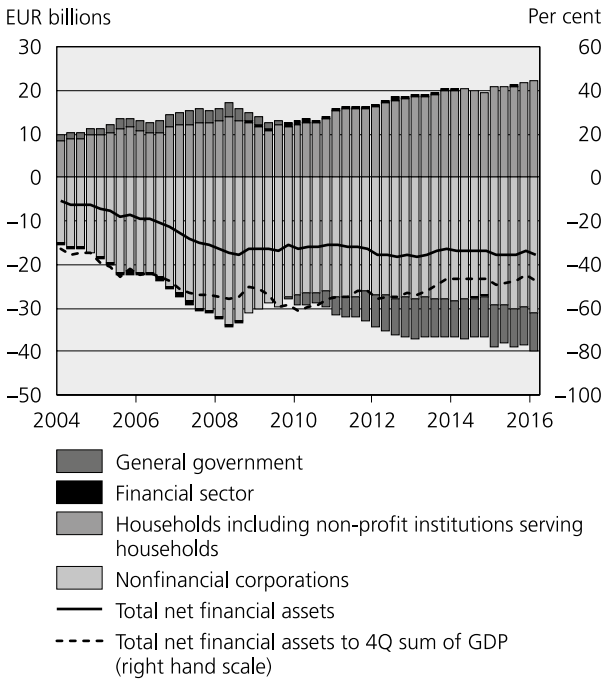 EUR billions Per cent
30 60
20 40
10 20
0 0
–10 –20
–20 –40
–30 –60
–40 –80
–50 –100
2004 2006 2008 2010 2012 2014 2016
General government
Financial sector
Households including non-profit institutions serving
households
Nonfinancial corporations
Total net financial assets
Total net financial assets to 4Q sum of GDP
(right hand scale)